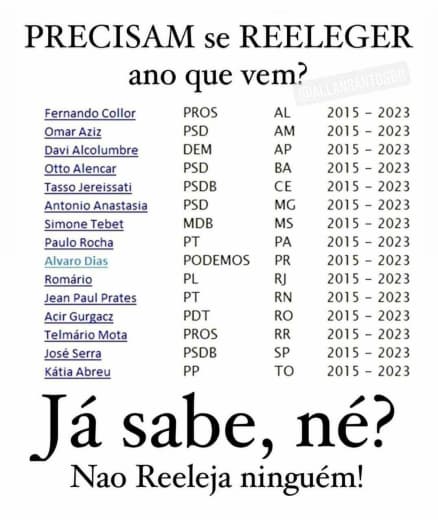 PRECISAM se REELEGER
ano que vem?
Fernando Collor PROS AL 2015 – 2023
Omar Aziz PSD AM 2015 – 2023
Davi Alcolumbre DEM AP 2015 – 2023
Otto Alencar PSD BA 2015 – 2023
Tasso Jereissati PSDB CE 2015 – 2023
Antonio Anastasia PSD MG 2015 – 2023
Simone Tebet MDB MS 2015 – 2023
Paulo Rocha PT PA 2015 – 2023
Alvaro Dias PODEMOS PR 2015 – 2023
Romário PL RJ 2015 – 2023
Jean Paul Prates PT RN 2015 – 2023
Acir Gurgacz PDT RO 2015 – 2023
Telmário Mota PROS RR 2015 – 2023
José Serra PSDB SP 2015 – 2023
Kátia Abreu PP TO 2015 – 2023
Já sabe, né?
Nao Reeleja ninguém!